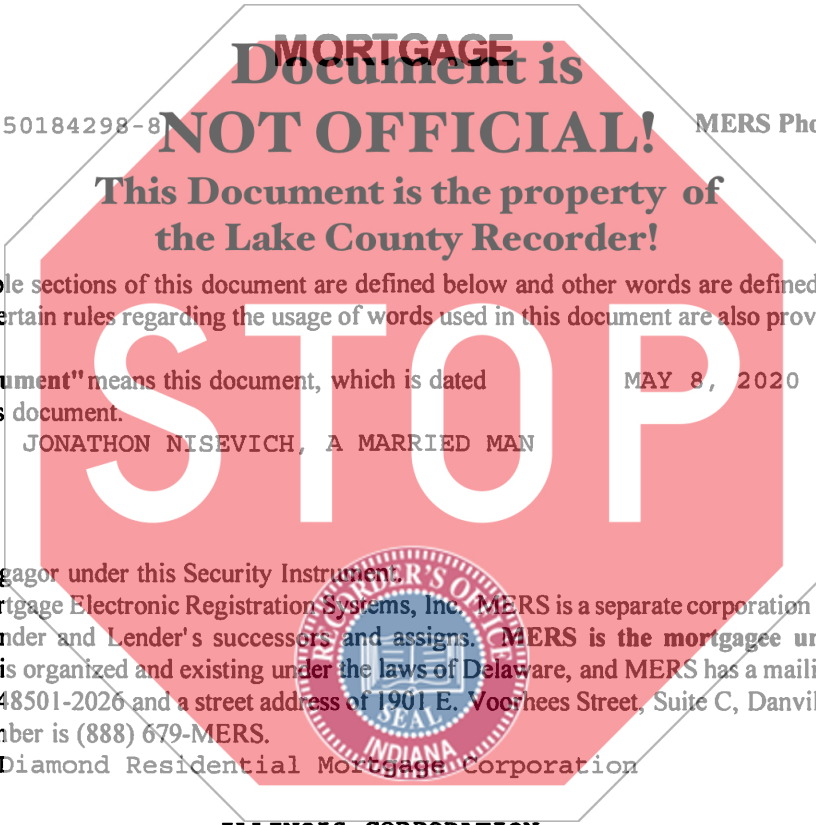 MORTGAGE
Document is
50184298-8
NOT OFFICIAL!
MERS Pho
This Document is the property of
the Lake County Recorder!
le sections of this document are defined below and other words are defined
ertain rules regarding the usage of words used in this document are also prov
STOP
ument" means this document, which is dated MAY 8, 2020
s document.
JONATHON NISEVICH, A MARRIED MAN
gagor under this Security Instrument.
RECORDER'S OFFICE
rtgage Electronic Registration Systems, Inc. MERS is a separate corporation
nder and Lender's successors and assigns. MERS is the mortgagee un
is organized and existing under the laws of Delaware, and MERS has a maili
48501-2026 and a street address of 1901 E. Voorhees Street, Suite C, Danvil
SEAL
nber is (888) 679-MERS.
INDIANA
Diamond Residential Mortgage Corporation
ILLINOIS CORPORATION